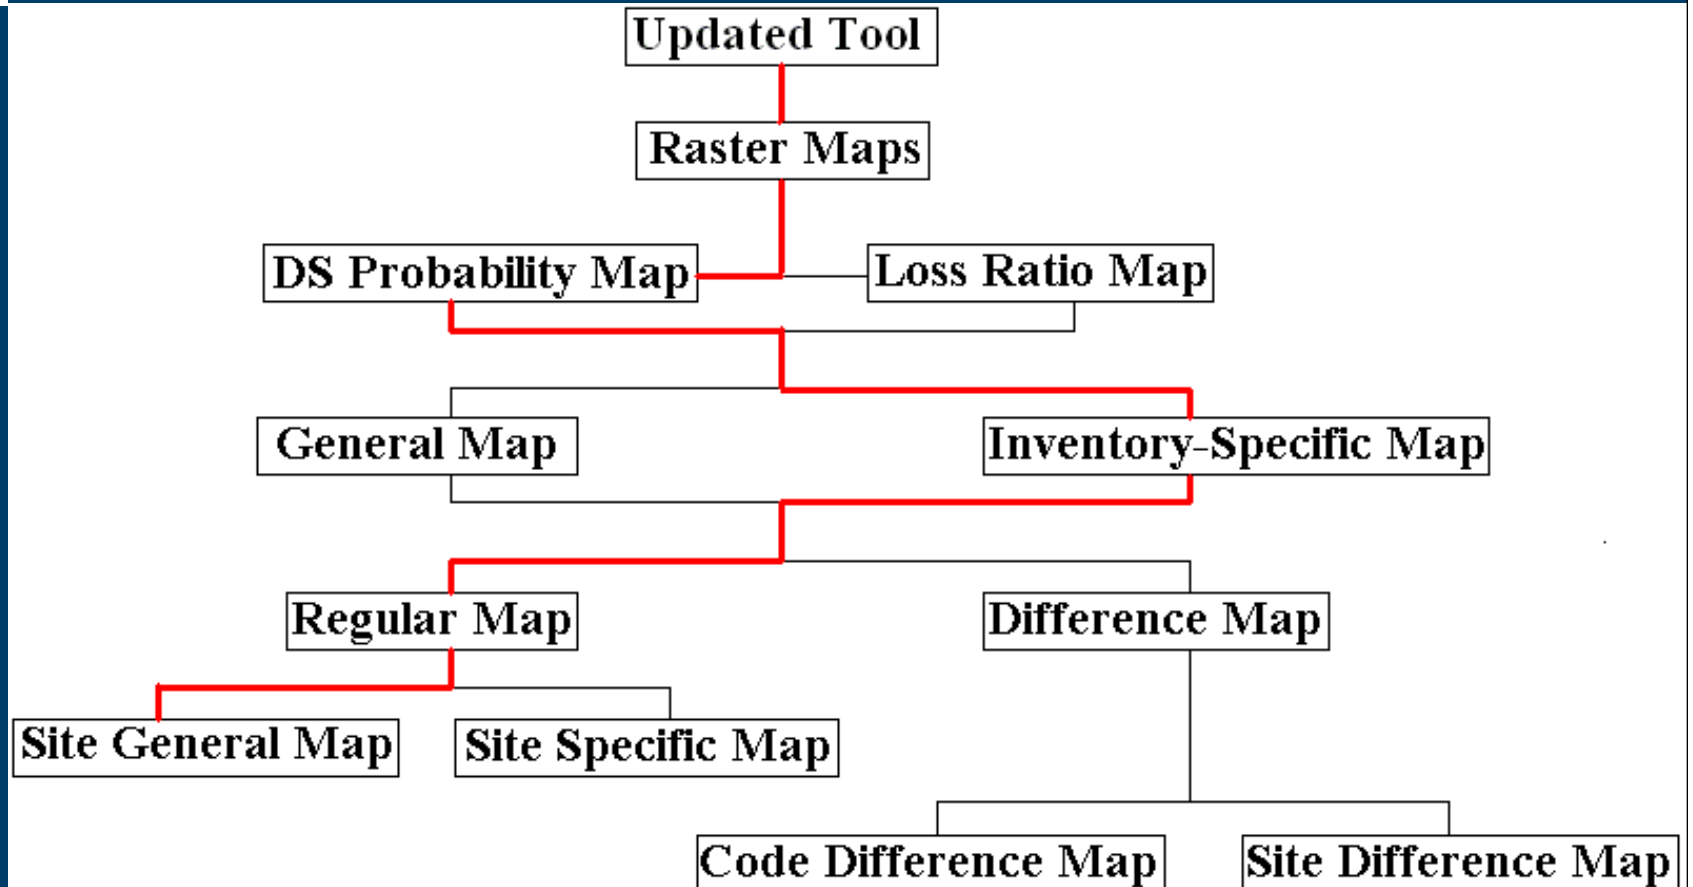 Updated Tool
Raster Maps
DS Probability Map
Loss Ratio Map
General Map
Inventory-Specific Map
Regular Map
Difference Map
Site General Map
Site Specific Map
Code Difference Map
Site Difference Map